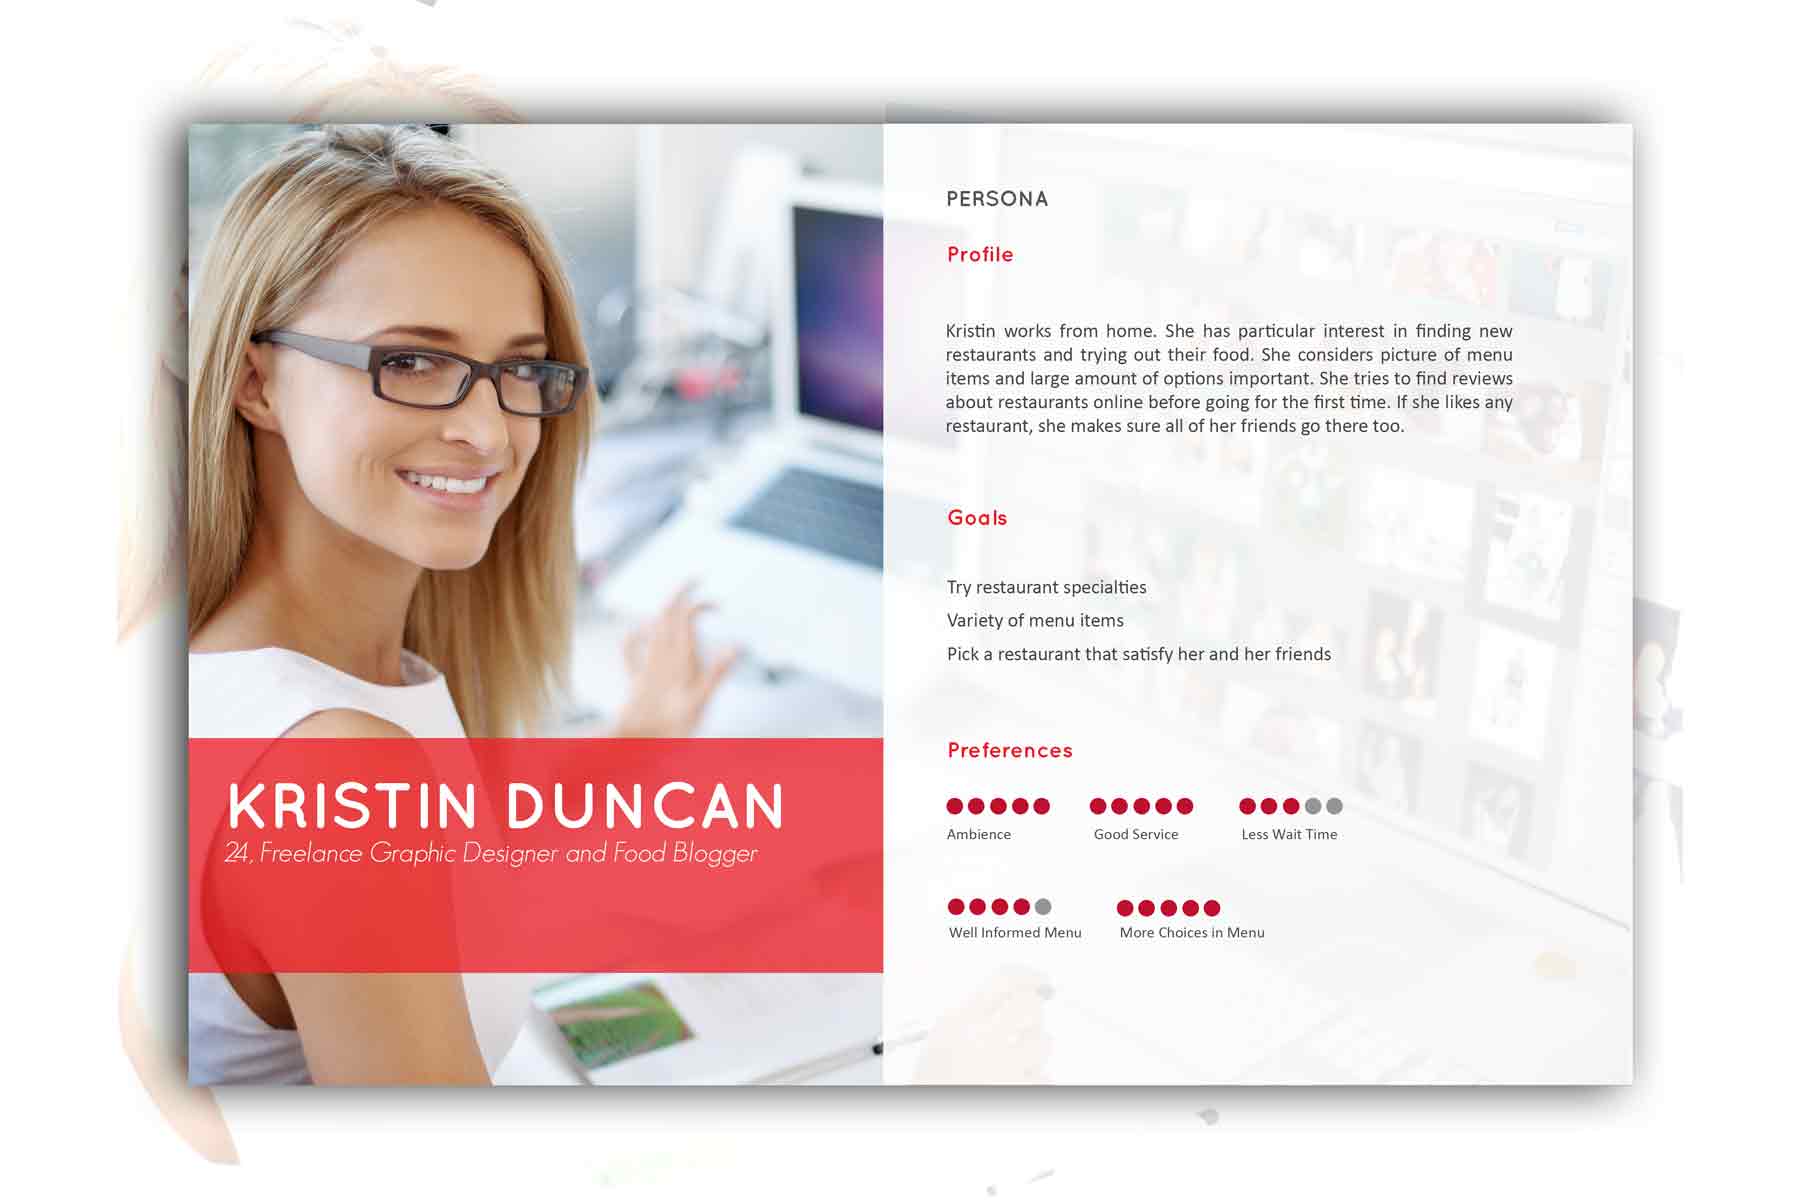 KRISTIN DUNCAN
24, Freelance Graphic Designer and Food Blogger
PERSONA
Profile
Kristin works from home. She has particular interest in finding new
restaurants and trying out their food. She considers picture of menu
items and large amount of options important. She tries to find reviews
about restaurants online before going for the first time. If she likes any
restaurant, she makes sure all of her friends go there too.
Goals
Try restaurant specialties
Variety of menu items
Pick a restaurant that satisfy her and her friends
Preferences
Ambience
Good Service
Less Wait Time
Well Informed Menu
More Choices in Menu